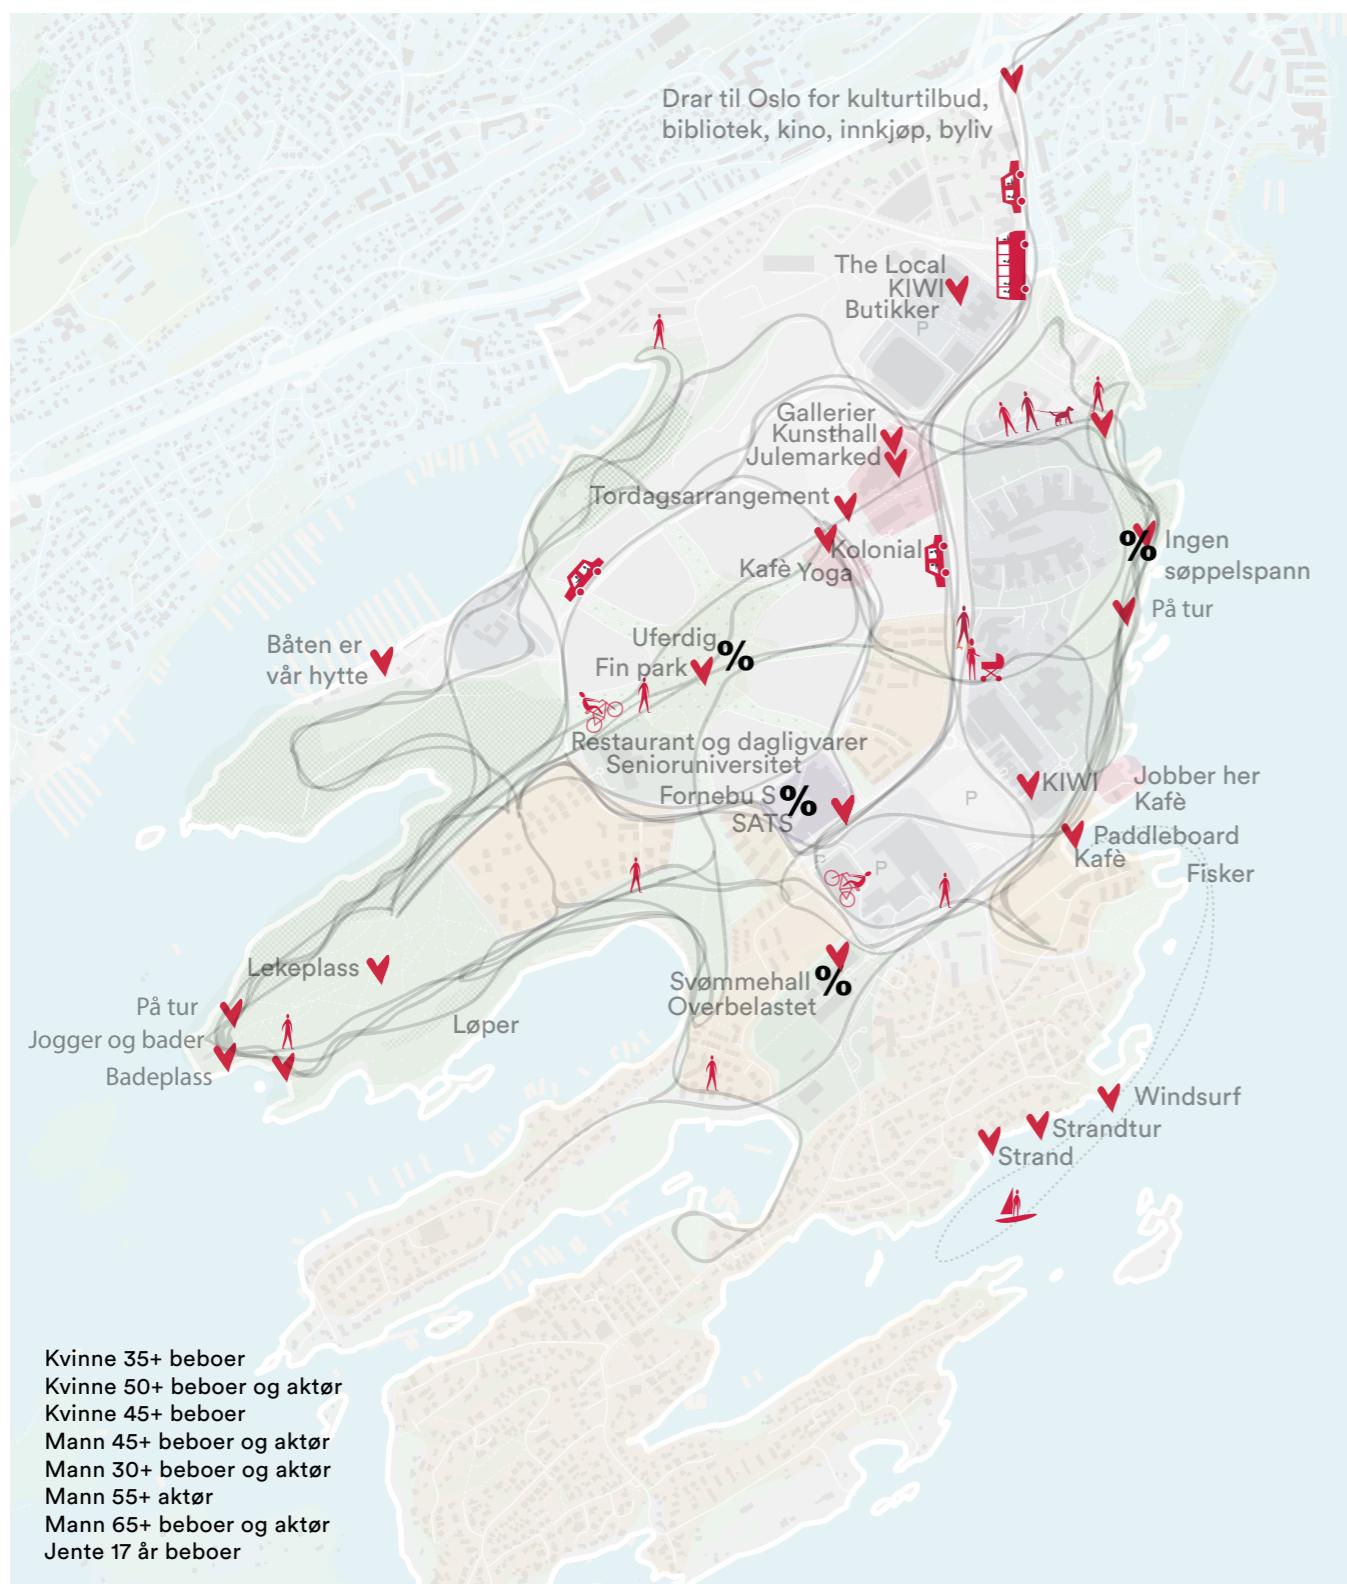 Drar til Oslo for kulturtilbud,
bibliotek, kino, innkjøp, byliv
The Local
KIWI
Butikker
P
Gallerier
Kunsthall
Julemarked
Tordagsarrangement
Kolonial
Kafè Yoga
% Ingen
søppelspann
På tur
Båten er
vår hytte
Uferdig %
Fin park
Restaurant og dagligvarer
Senioruniversitet
Fornebu S %
SATS
KIWI
P
Jobber her
Kafè
Paddleboard
Kafè
Fisker
P
Lekeplass
Svømmehall %
Overbelastet
På tur
Jogger og bader
Badeplass
Løper
Windsurf
Strandtur
Strand
Kvinne 35+ beboer
Kvinne 50+ beboer og aktør
Kvinne 45+ beboer
Mann 45+ beboer og aktør
Mann 30+ beboer og aktør
Mann 55+ aktør
Mann 65+ beboer og aktør
Jente 17 år beboer